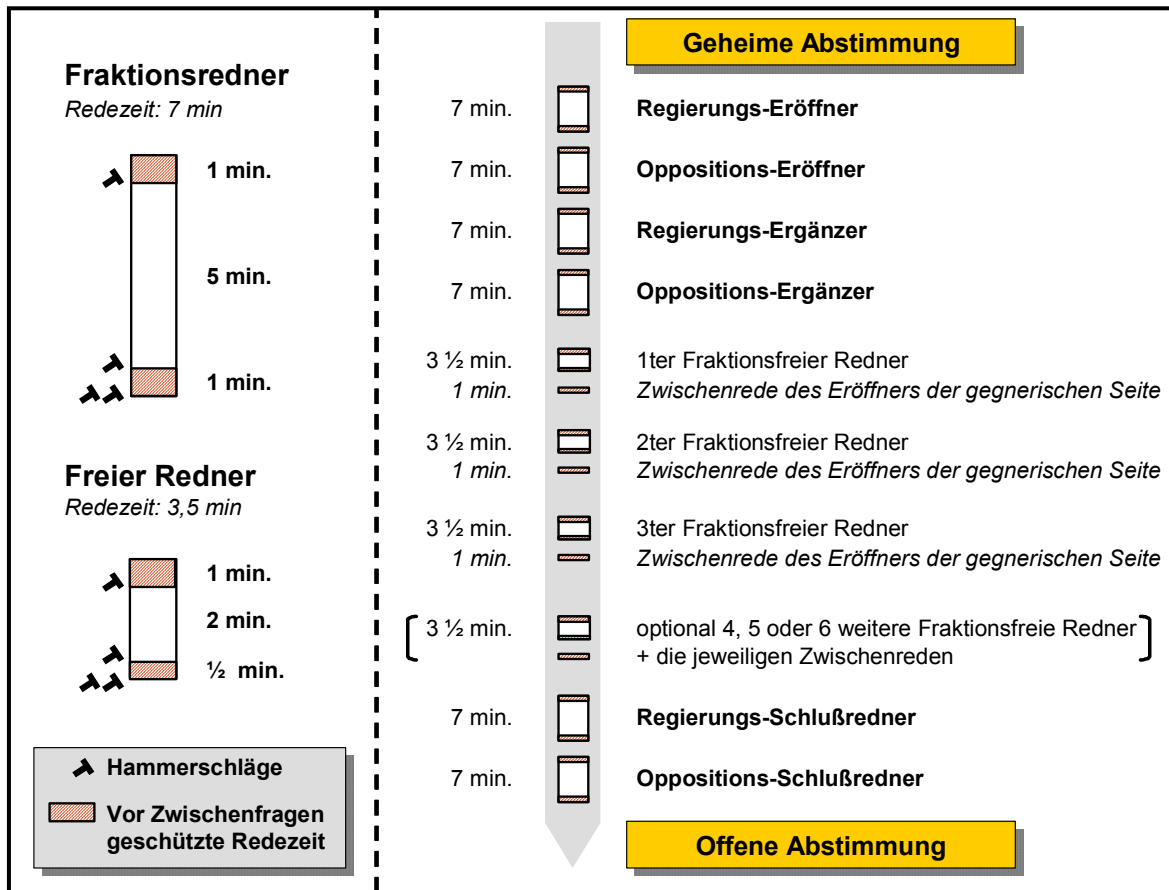 Fraktionsredner
Redezeit: 7 min
1 min.
5 min.
1 min.
Freier Redner
Redezeit: 3,5 min
1 min.
2 min.
½ min.
Hammerschläge
Vor Zwischenfragen
geschützte Redezeit
Geheime Abstimmung
7 min. Regierungs-Eröffner
7 min. Oppositions-Eröffner
7 min. Regierungs-Ergänzer
7 min. Oppositions-Ergänzer
3 ½ min. 1ter Fraktionsfreier Redner
1 min. Zwischenrede des Eröffners der gegnerischen Seite
3 ½ min. 2ter Fraktionsfreier Redner
1 min. Zwischenrede des Eröffners der gegnerischen Seite
3 ½ min. 3ter Fraktionsfreier Redner
1 min. Zwischenrede des Eröffners der gegnerischen Seite
3 ½ min. optional 4, 5 oder 6 weitere Fraktionsfreie Redner
+ die jeweiligen Zwischenreden
7 min. Regierungs-Schlußredner
7 min. Oppositions-Schlußredner
Offene Abstimmung